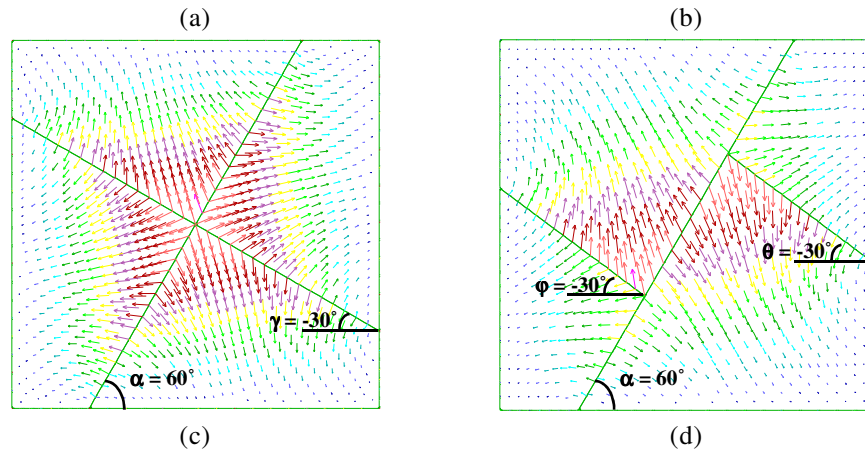 (a) (b)
γ = -30°
α = 60°
θ = -30°
φ = -30°
α = 60°
(c) (d)